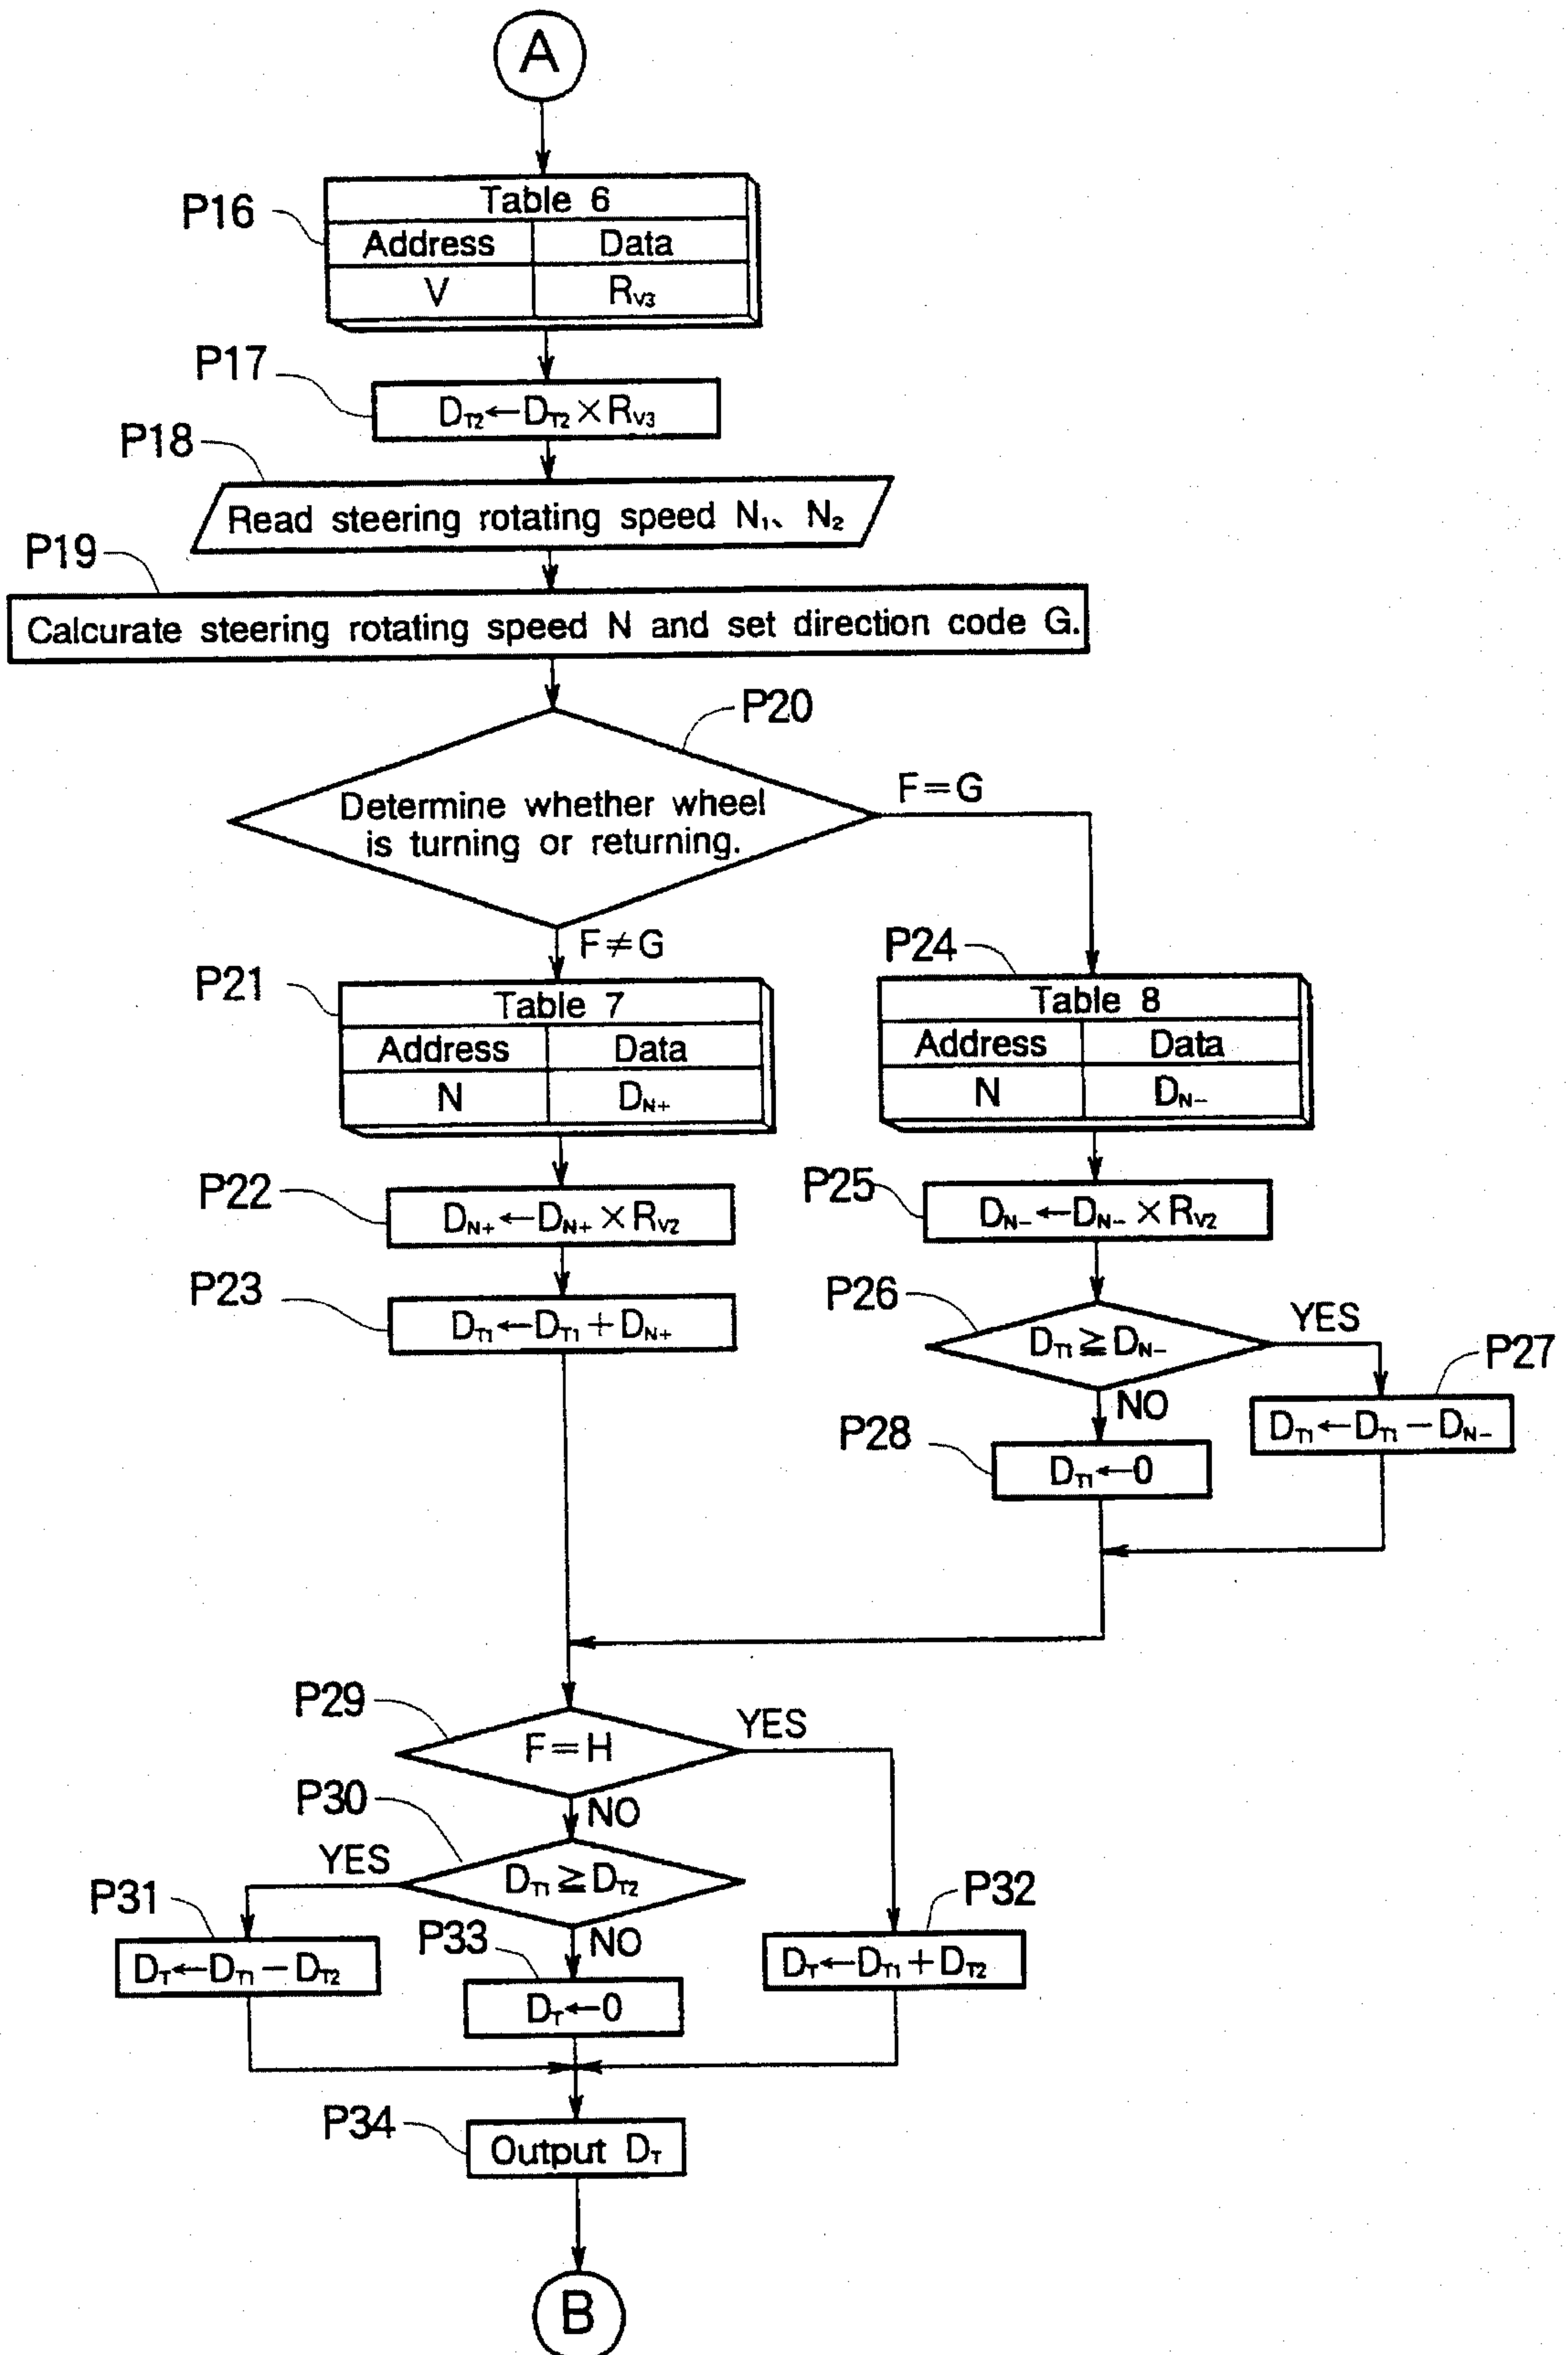 A
P16
Table 6
Address Data
V Rv3
P17
DT2←DT2×Rv3
P18
Read steering rotating speed N1、N2
P19
Calcurate steering rotating speed N and set direction code G.
P20
Determine whether wheel
is turning or returning.
F=G
F≠G
P21
Table 7
Address Data
N DN+
P24
Table 8
Address Data
N DN−
P22
DN+←DN+×Rv2
P25
DN−←DN−×Rv2
P23
DT1←DT1+DN+
P26
DT1≧DN−
YES
NO
P27
DT1←DT1−DN−
P28
DT1←0
P29
F=H
YES
NO
P30
DT1≧DT2
YES
NO
P31
DT←DT1−DT2
P33
DT←0
P32
DT←DT1+DT2
P34
Output DT
B